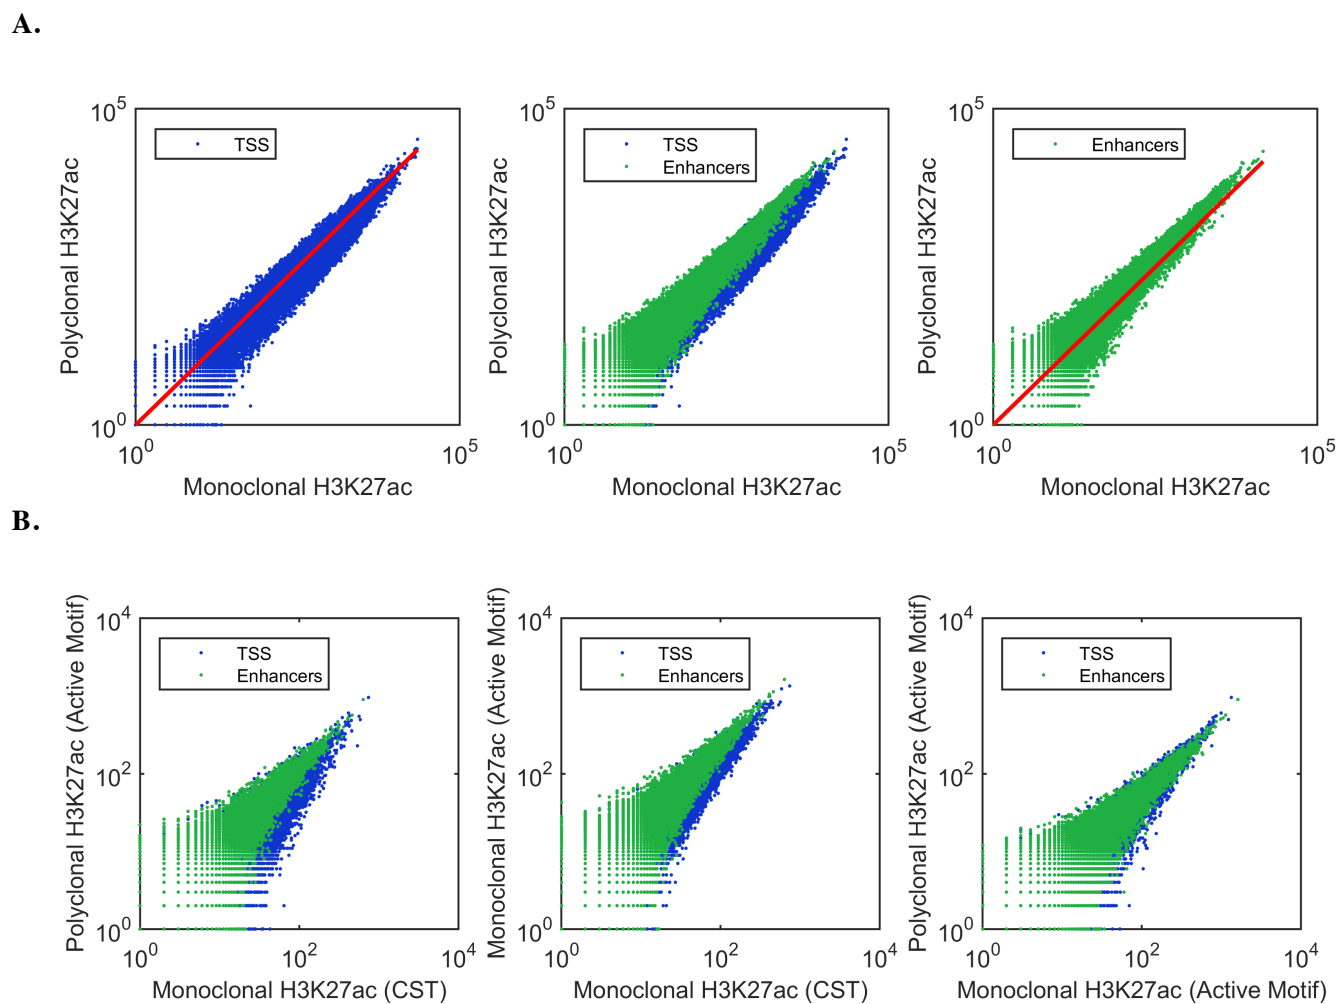 A.
10^5
TSS
Polyclonal H3K27ac
10^0
10^0
10^5
Monoclonal H3K27ac
10^5
TSS
Enhancers
Polyclonal H3K27ac
10^0
10^0
10^5
Monoclonal H3K27ac
10^5
Enhancers
Polyclonal H3K27ac
10^0
10^0
10^5
Monoclonal H3K27ac
B.
10^4
TSS
Enhancers
Polyclonal H3K27ac (Active Motif)
10^2
10^0
10^0
10^2
10^4
Monoclonal H3K27ac (CST)
10^4
TSS
Enhancers
Monoclonal H3K27ac (Active Motif)
10^2
10^0
10^0
10^2
10^4
Monoclonal H3K27ac (CST)
10^4
TSS
Enhancers
Polyclonal H3K27ac (Active Motif)
10^2
10^0
10^0
10^2
10^4
Monoclonal H3K27ac (Active Motif)